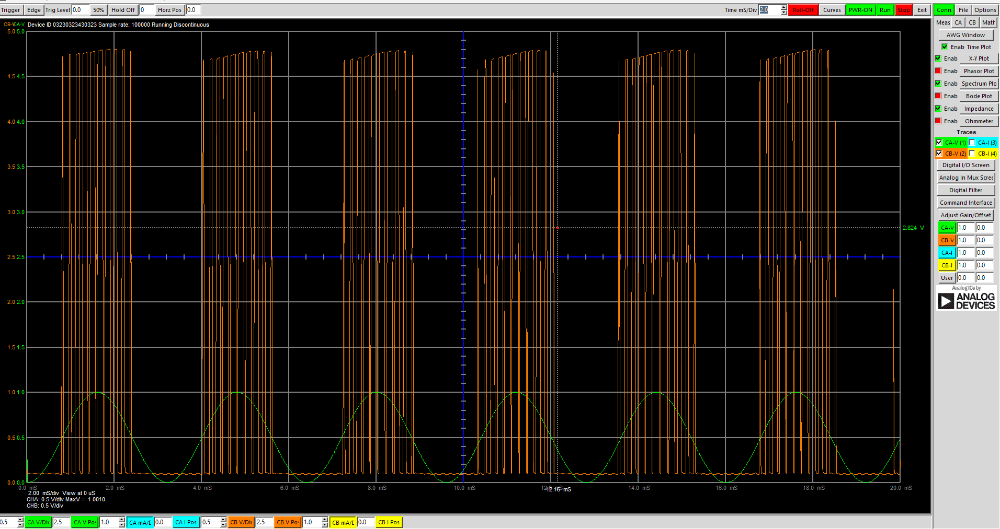 Trigger Edge Trig Level 0.0 50% Hold Off 0 Horz Pos 0.0 Time mS/Div 2.0 Roll-Off Curves PWR-ON Run Stop Exit
CA-V Device ID 03230323430323 Sample rate: 100000 Running Discontinuous
5.0 5.0
4.5 4.5
4.0 4.0
3.5 3.5
3.0 3.0
2.824 V
2.5 2.5
2.0 2.0
1.5 1.5
1.0 1.0
0.5 0.5
0.0 0.0
0.0 mS 2.0 mS 4.0 mS 6.0 mS 8.0 mS 10.0 mS 14.0 mS 16.0 mS 18.0 mS 20.0 mS
12.16 mS
2.00 mS/div View at 0 uS
CHA: 0.5 V/div MaxV = 1.0010
CHB: 0.5 V/div
0.5 CA V/Div 2.5 CA V Pos 1.0 CA mA/D 0.0 CA I Pos 0.5 CB V/Div 2.5 CB V Pos 1.0 CB mA/D 0.0 CB I Pos
Conn File Options
Meas CA CB Math
AWG Window
Enab Time Plot
Enab X-Y Plot
Enab Phasor Plot
Enab Spectrum Plo
Enab Bode Plot
Enab Impedance
Enab Ohmmeter
Traces
CA-V (1) CA-I (3)
CB-V (2) CB-I (4)
Digital I/O Screen
Analog In Mux Scree
Digital Filter
Command Interface
Adjust Gain/Offset
CA-V 1.0 0.0
CB-V 1.0 0.0
CA-I 1.0 0.0
CB-I 1.0 0.0
User 0.0 0.0
Analog ICs by
ANALOG
DEVICES